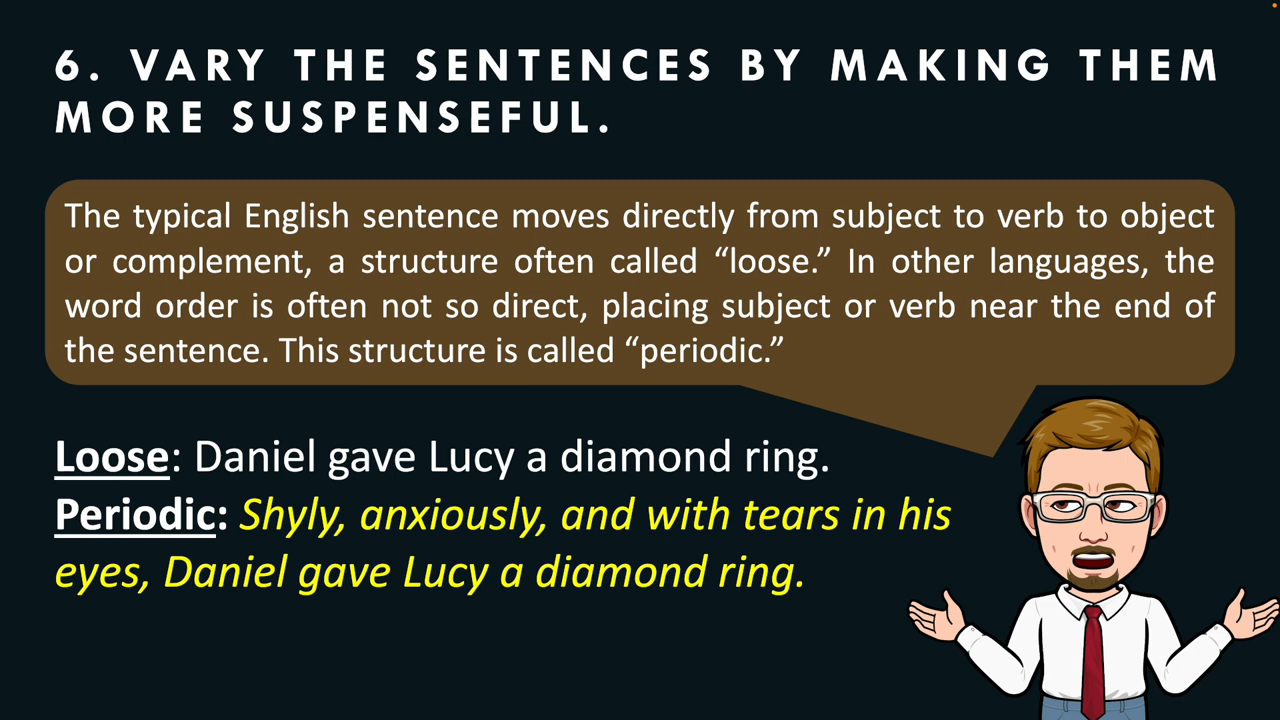 6. VARY THE SENTENCES BY MAKING THEM
MORE SUSPENSEFUL.
The typical English sentence moves directly from subject to verb to object
or complement, a structure often called “loose.” In other languages, the
word order is often not so direct, placing subject or verb near the end of
the sentence. This structure is called “periodic.”
Loose: Daniel gave Lucy a diamond ring.
Periodic: Shyly, anxiously, and with tears in his
eyes, Daniel gave Lucy a diamond ring.